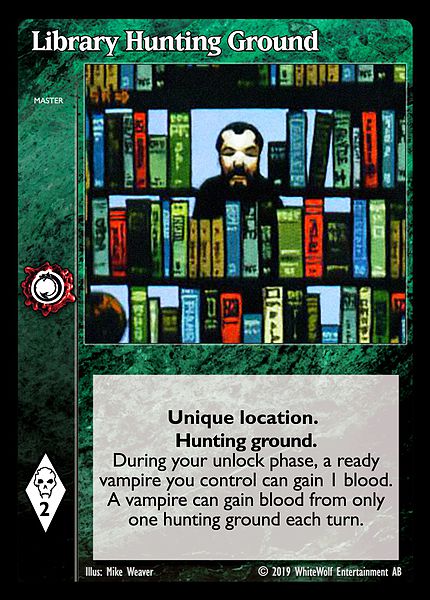 Library Hunting Ground
MASTER
2
Unique location.
Hunting ground.
During your unlock phase, a ready
vampire you control can gain 1 blood.
A vampire can gain blood from only
one hunting ground each turn.
Illus: Mike Weaver
© 2019 WhiteWolf Entertainment AB